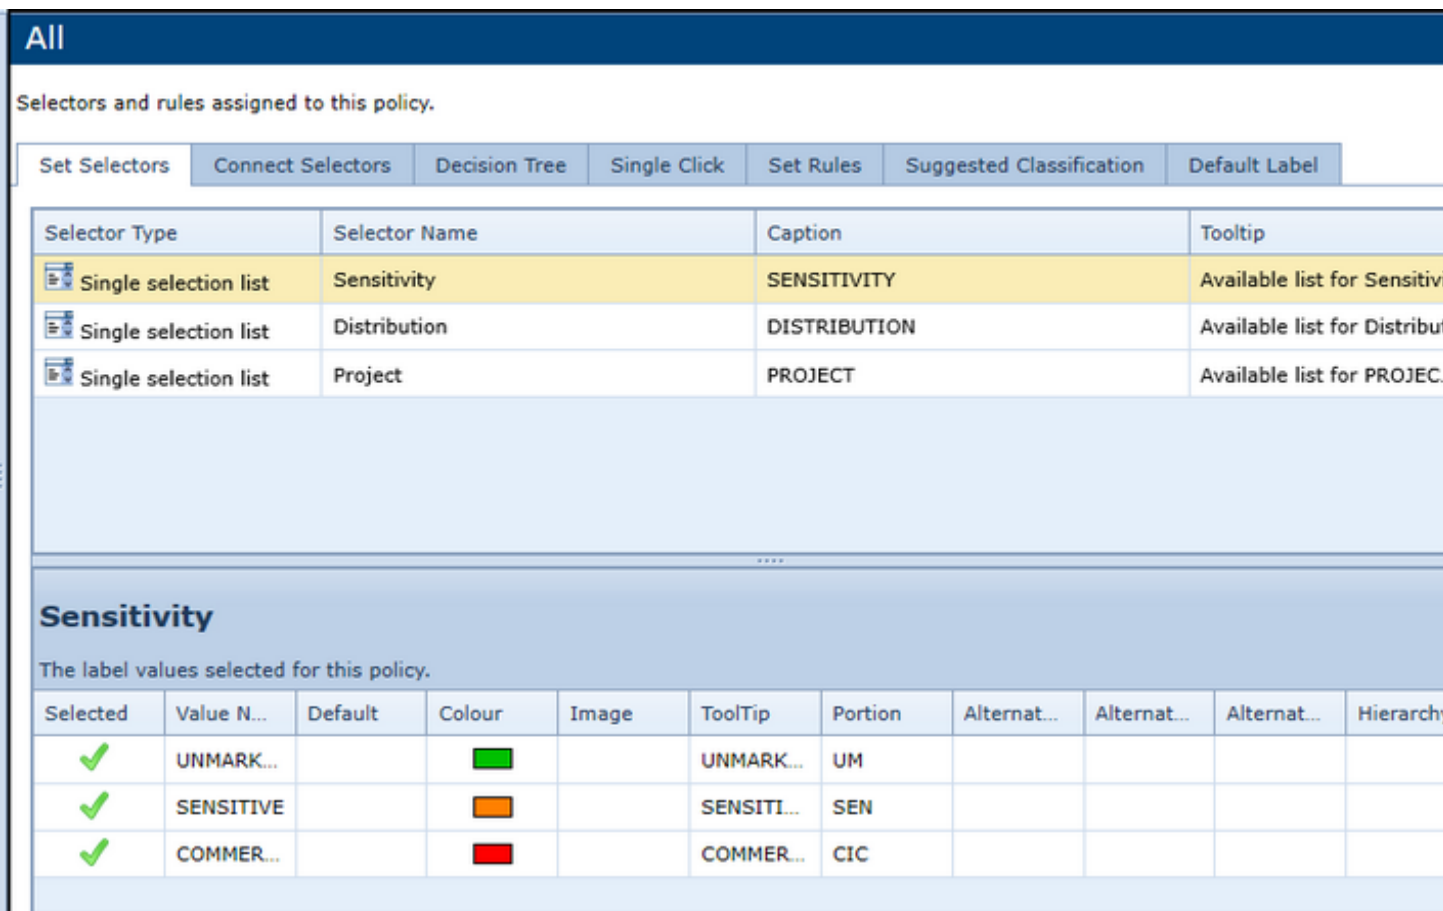 All
Selectors and rules assigned to this policy.
Set Selectors Connect Selectors Decision Tree Single Click Set Rules Suggested Classification Default Label
Selector Type Selector Name Caption Tooltip
Single selection list Sensitivity SENSITIVITY Available list for Sensitiv
Single selection list Distribution DISTRIBUTION Available list for Distribu
Single selection list Project PROJECT Available list for PROJEC
Sensitivity
The label values selected for this policy.
Selected Value N... Default Colour Image ToolTip Portion Alternat... Alternat... Alternat... Hierarchy
UNMARK... UNMARK... UM
SENSITIVE SENSITI... SEN
COMMER... COMMER... CIC